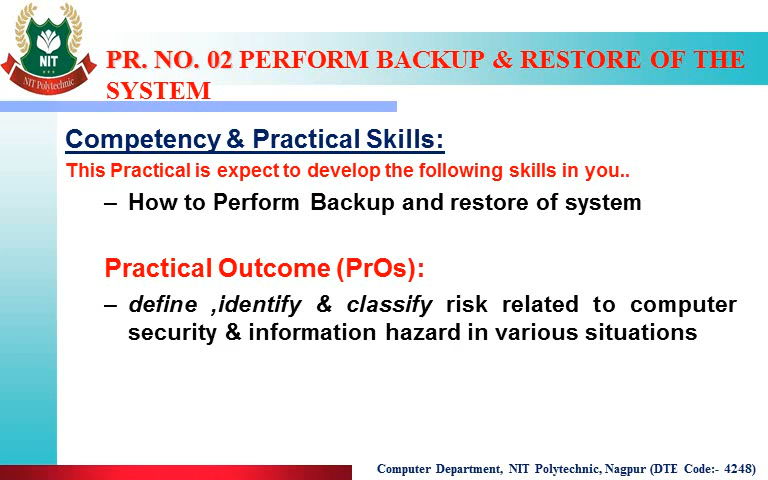 NIT
NIT Polytechnic
PR. NO. 02 PERFORM BACKUP & RESTORE OF THE
SYSTEM
Competency & Practical Skills:
This Practical is expect to develop the following skills in you..
– How to Perform Backup and restore of system
Practical Outcome (PrOs):
– define ,identify & classify risk related to computer
security & information hazard in various situations
Computer Department, NIT Polytechnic, Nagpur (DTE Code:- 4248)